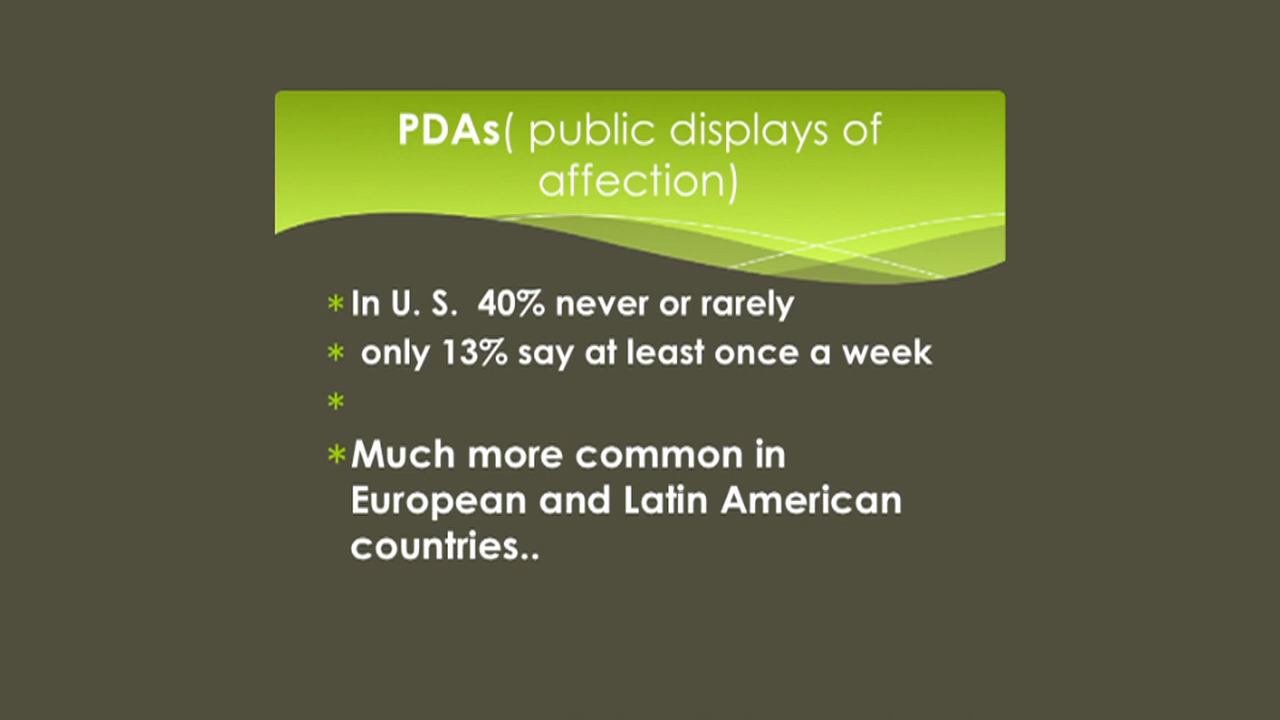 PDAs( public displays of
affection)
* In U. S.  40% never or rarely
*  only 13% say at least once a week
*
* Much more common in
European and Latin American
countries..